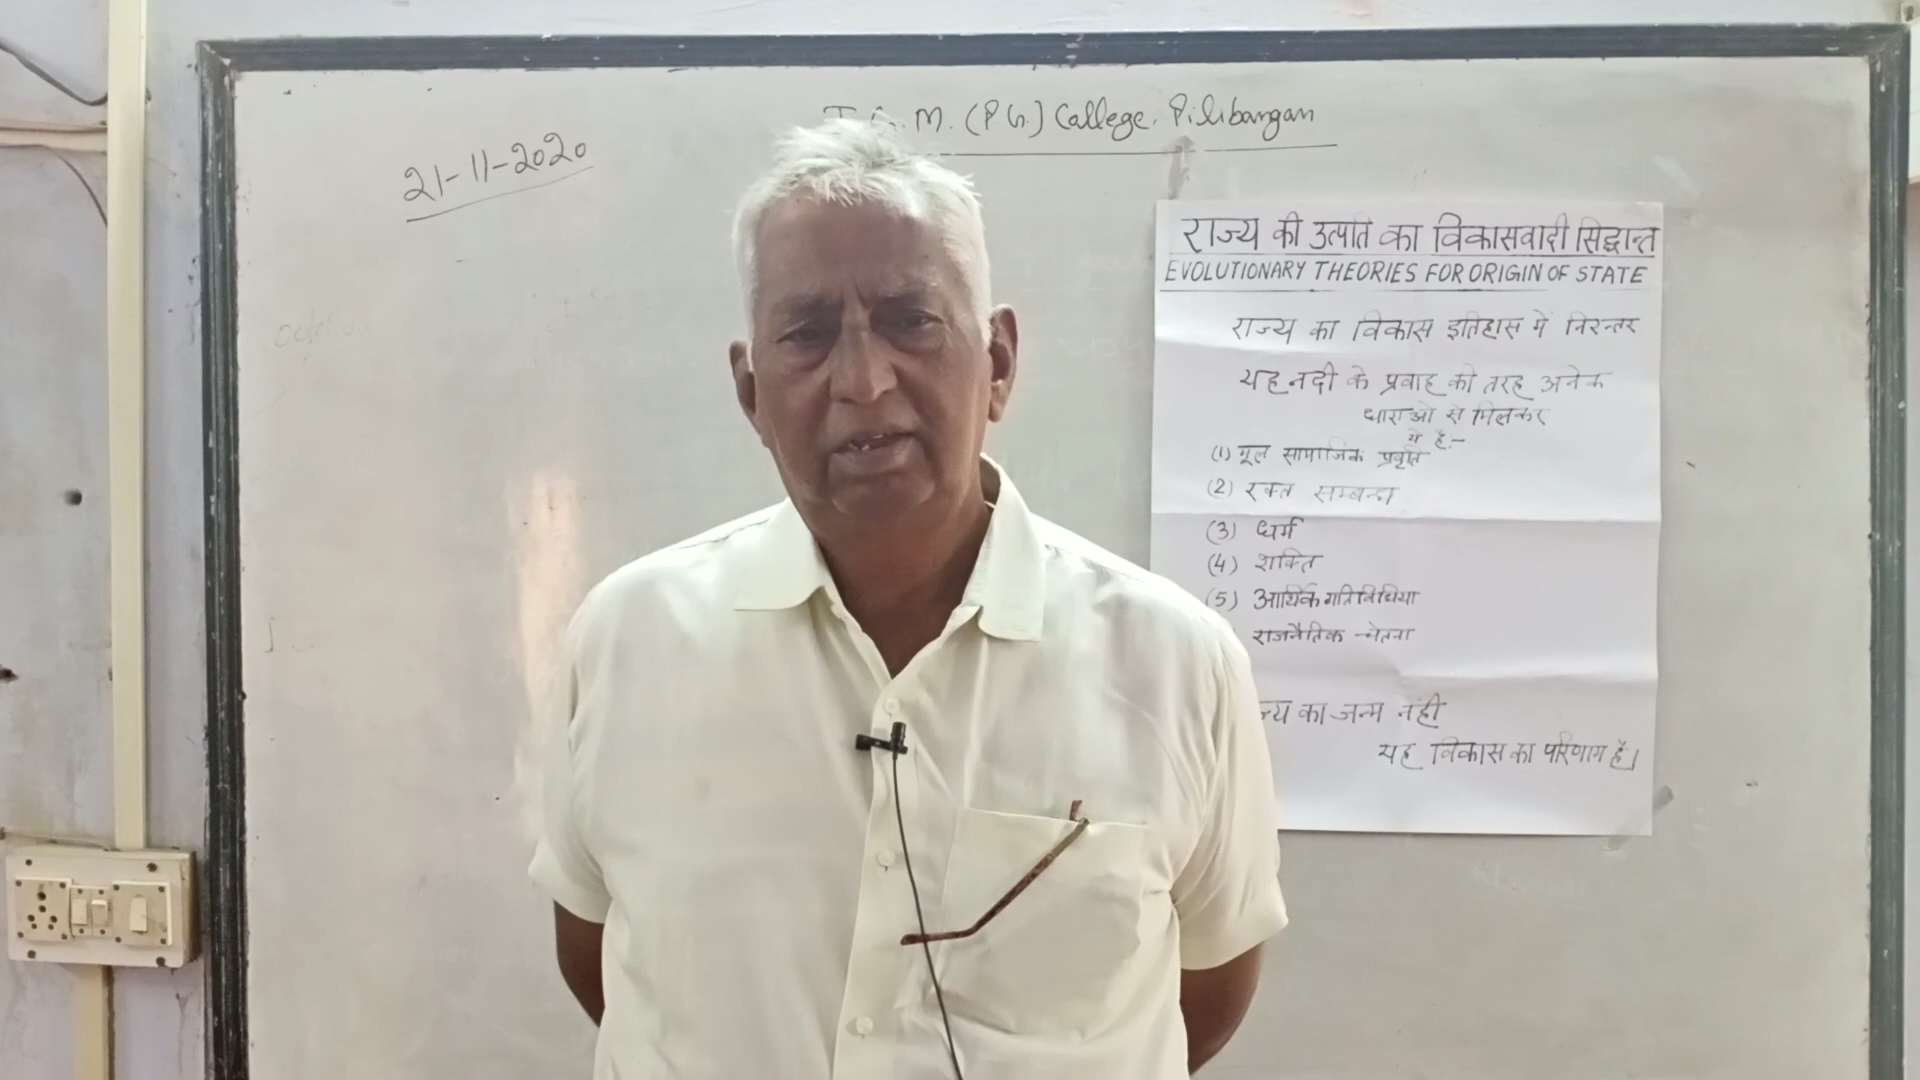 M. (P.G.) College, Pilibangan
21-11-2020
राज्य की उत्पति का विकासवादी सिद्धान्त
EVOLUTIONARY THEORIES FOR ORIGIN OF STATE
राज्य का विकास इतिहास में निरन्तर
यह नदी के प्रवाह की तरह अनेक
धाराओं से मिलकर
ये है:-
(1) मूल सामाजिक प्रवृति
(2) रक्त सम्बन्ध
(3) धर्म
(4) शक्ति
(5) आर्थिक गतिविधिया
राजनैतिक चेतना
ज्य का जन्म नहीं
यह विकास का परिणाम है।